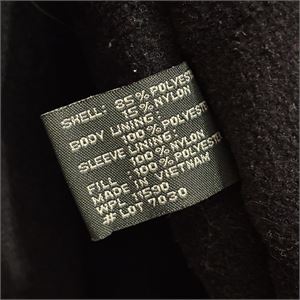 SHELL: 85% POLYESTE
15% NYLON
BODY LINING:
100% POLYESTE
SLEEVE LINING:
100% NYLON
FILL: 100% POLYESTE
MADE IN VIETNAM
WPL 11590
# LOT 7030